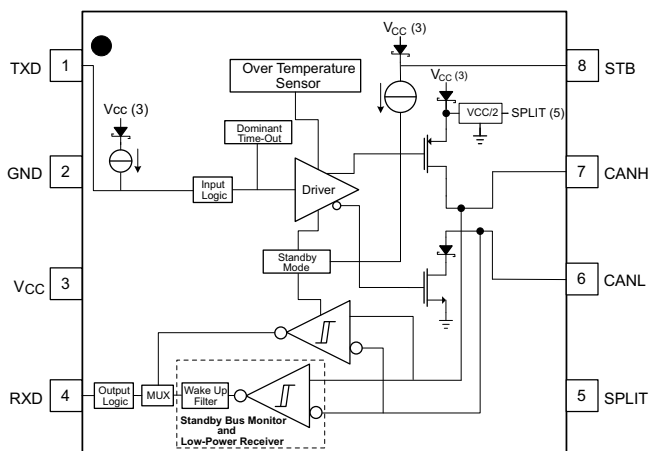 TXD
1
GND
2
VCC
3
RXD
4
STB
8
CANH
7
CANL
6
SPLIT
5
Over Temperature
Sensor
VCC (3)
VCC (3)
VCC/2
SPLIT (5)
Vcc (3)
Dominant
Time-Out
Input
Logic
Driver
Standby
Mode
Output
Logic
MUX
Wake Up
Filter
Standby Bus Monitor
and
Low-Power Receiver